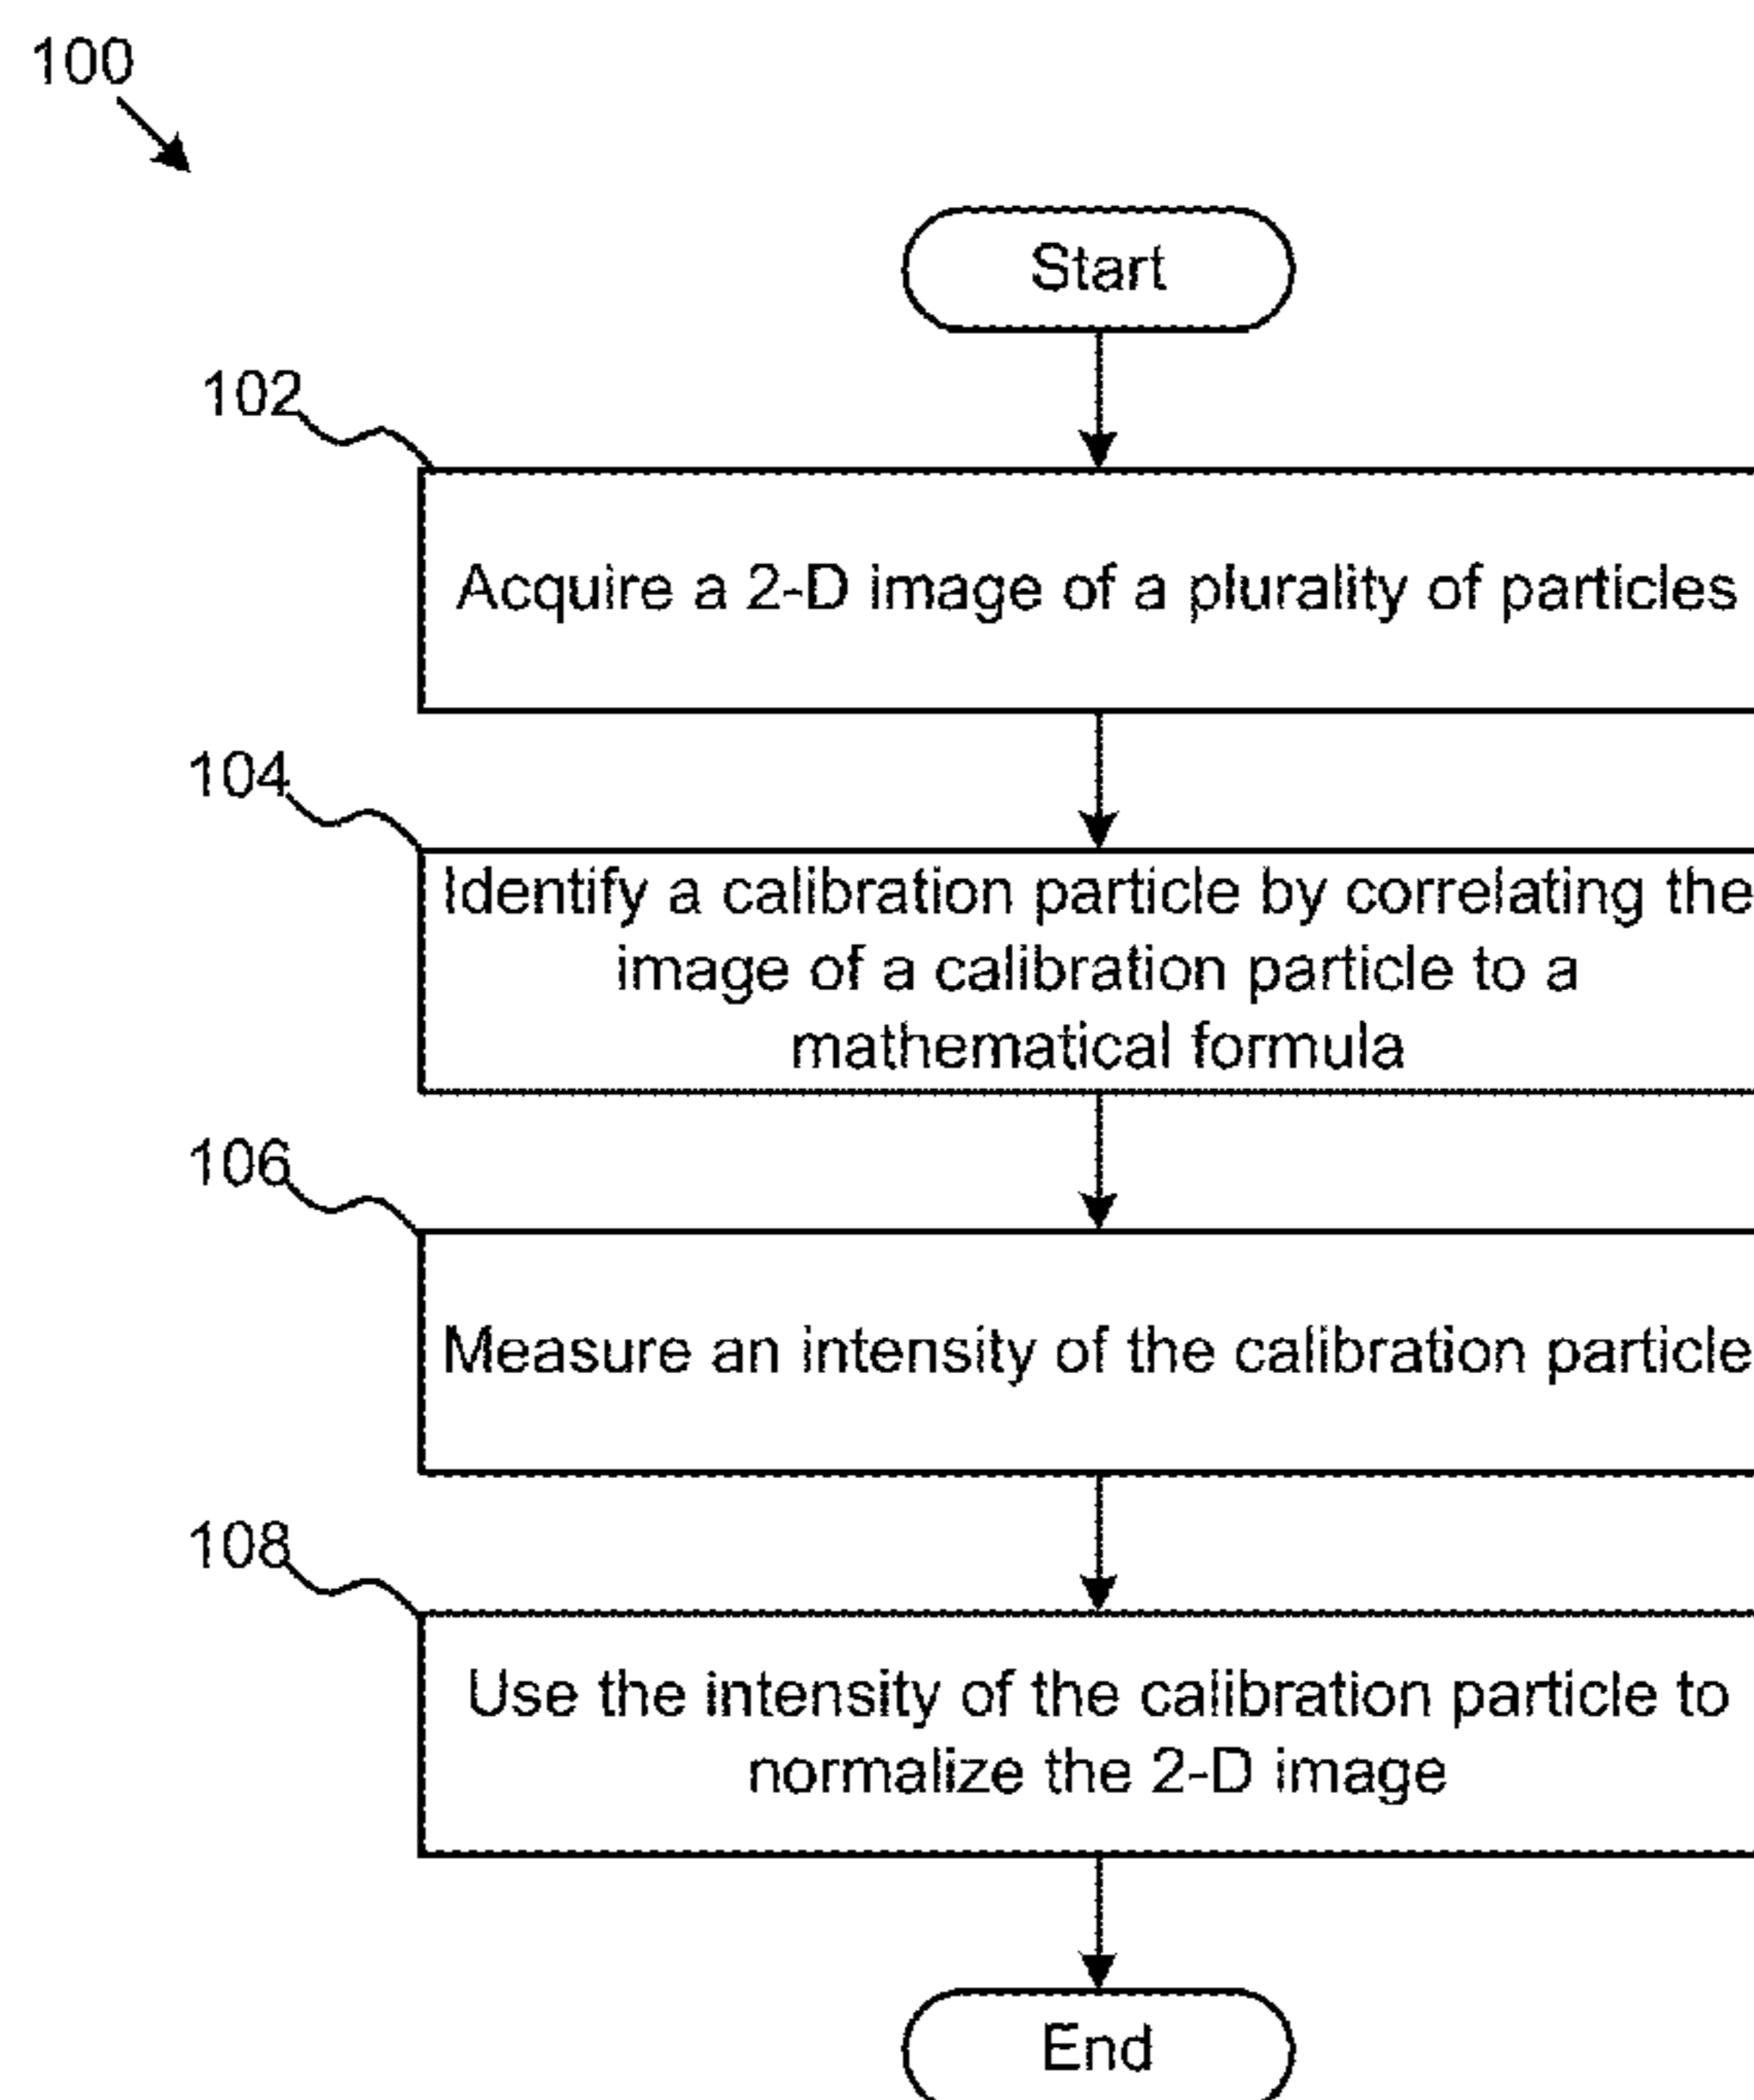 100
Start
102
Acquire a 2-D image of a plurality of particles
104
Identify a calibration particle by correlating the
image of a calibration particle to a
mathematical formula
106
Measure an intensity of the calibration particle
108
Use the intensity of the calibration particle to
normalize the 2-D image
End